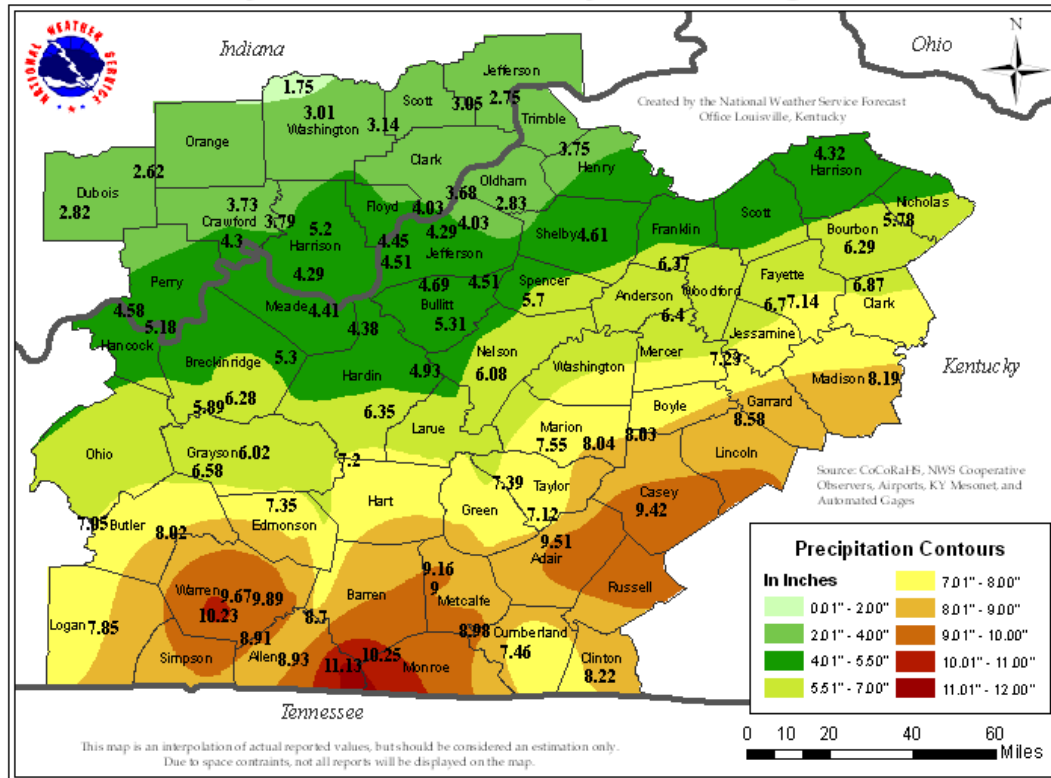 NATIONAL WEATHER SERVICE
Indiana
Ohio
N
Jefferson
1.75
Scott
3.05
2.75
3.01
Washington
3.14
Trimble
Created by the National Weather Service Forecast
Office Louisville, Kentucky
Orange
Clark
3.75
Henry
4.32
Harrison
2.62
Dubois
2.82
Oldham
3.68
2.83
3.73
Crawford
3.79
Floyd
4.03
4.03
Nicholas
5.78
Scott
5.2
Harrison
4.29
Shelby
4.61
Franklin
Bourbon
6.29
4.3
4.45
4.51
Jefferson
4.29
6.37
Fayette
Perry
Meade
4.41
4.69
4.51
Bullitt
Spencer
5.7
Anderson
Woodford
6.87
Clark
4.58
5.18
Hancock
4.38
5.31
6.4
6.7
7.14
Jessamine
Breckinridge
5.3
Hardin
4.93
Nelson
6.08
Washington
Mercer
7.23
Kentucky
Madison
8.19
5.89
6.28
6.35
Larue
Marion
7.55
Boyle
8.03
Garrard
8.58
Ohio
Grayson
6.02
6.58
7.2
8.04
Lincoln
Source: CoCoRaHS, NWS Cooperative
Observers, Airports, KY Mesonet, and
Automated Gages
7.35
Hart
7.39
Taylor
Green
7.12
Casey
9.42
7.05
Butler
8.02
Edmonson
9.51
Adair
Warren
9.67
9.89
10.23
Barren
9.16
9
Metcalfe
Russell
Logan
7.85
8.7
8.91
8.98
Cumberland
7.46
Simpson
Allen
8.93
11.13
10.25
Monroe
Clinton
8.22
Tennessee
Precipitation Contours
In Inches
0.01" - 2.00"
2.01" - 4.00"
4.01" - 5.50"
5.51" - 7.00"
7.01" - 8.00"
8.01" - 9.00"
9.01" - 10.00"
10.01" - 11.00"
11.01" - 12.00"
0 10 20 40 60
Miles
This map is an interpolation of actual reported values, but should be considered an estimation only.
Due to space contraints, not all reports will be displayed on the map.